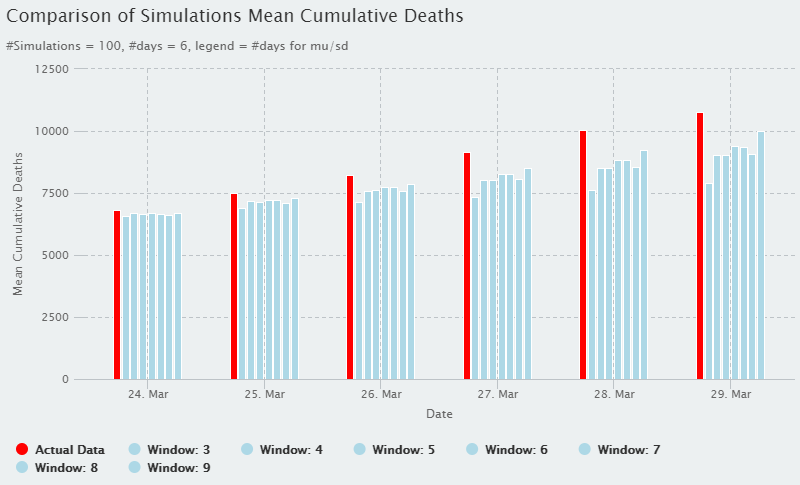 Comparison of Simulations Mean Cumulative Deaths
#Simulations = 100, #days = 6, legend = #days for mu/sd
Mean Cumulative Deaths
12500
10000
7500
5000
2500
0
24. Mar 25. Mar 26. Mar 27. Mar 28. Mar 29. Mar
Date
Actual Data Window: 3 Window: 4 Window: 5 Window: 6 Window: 7
Window: 8 Window: 9